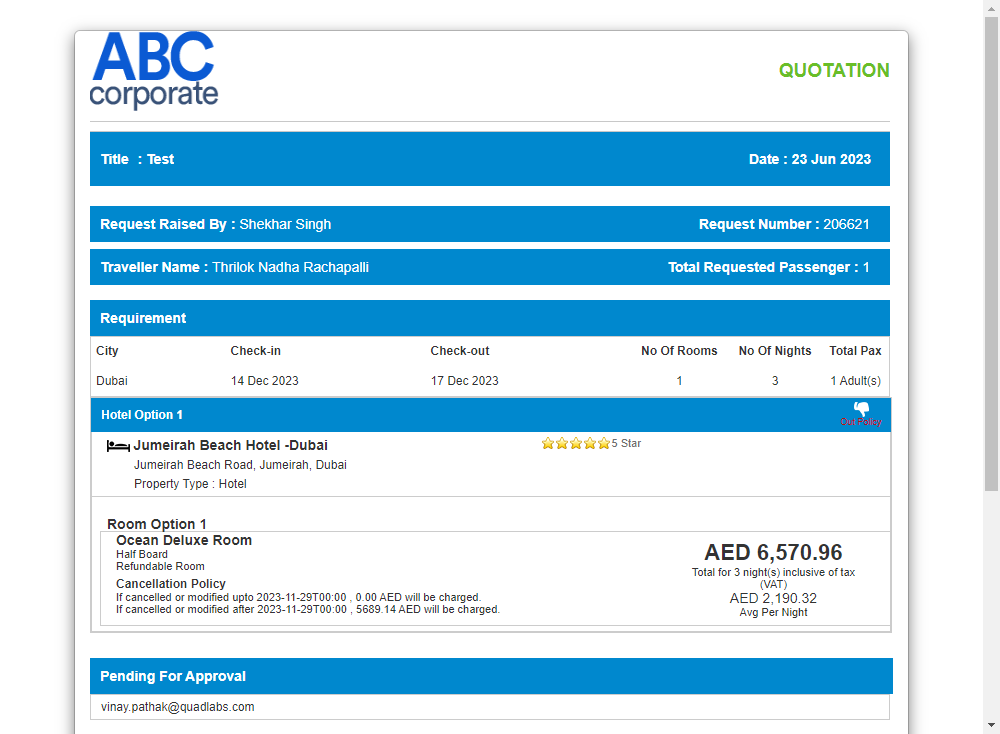 ABC
corporate
QUOTATION
Title : Test Date : 23 Jun 2023
Request Raised By : Shekhar Singh Request Number : 206621
Traveller Name : Thrilok Nadha Rachapalli Total Requested Passenger : 1
Requirement
City Check-in Check-out No Of Rooms No Of Nights Total Pax
Dubai 14 Dec 2023 17 Dec 2023 1 3 1 Adult(s)
Hotel Option 1 Out Policy
Jumeirah Beach Hotel -Dubai 5 Star
Jumeirah Beach Road, Jumeirah, Dubai
Property Type : Hotel
Room Option 1
Ocean Deluxe Room
Half Board
Refundable Room
Cancellation Policy
If cancelled or modified upto 2023-11-29T00:00 , 0.00 AED will be charged.
If cancelled or modified after 2023-11-29T00:00 , 5689.14 AED will be charged.
AED 6,570.96
Total for 3 night(s) inclusive of tax
(VAT)
AED 2,190.32
Avg Per Night
Pending For Approval
vinay.pathak@quadlabs.com